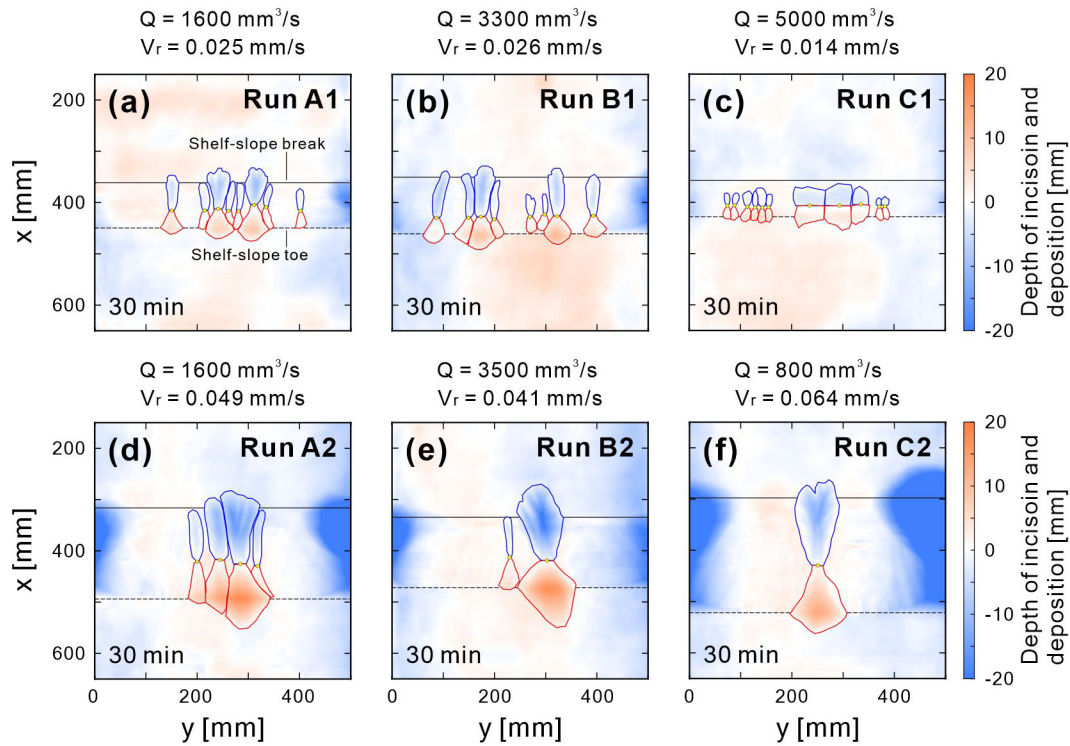 Q = 1600 mm³/s
Vr = 0.025 mm/s
Q = 3300 mm³/s
Vr = 0.026 mm/s
Q = 5000 mm³/s
Vr = 0.014 mm/s
(a) Run A1
Shelf-slope break
Shelf-slope toe
30 min
(b) Run B1
30 min
(c) Run C1
30 min
200
400
600
x [mm]
20
10
0
-10
-20
Depth of incisoin and
deposition [mm]
Q = 1600 mm³/s
Vr = 0.049 mm/s
Q = 3500 mm³/s
Vr = 0.041 mm/s
Q = 800 mm³/s
Vr = 0.064 mm/s
(d) Run A2
30 min
(e) Run B2
30 min
(f) Run C2
30 min
200
400
600
x [mm]
0 200 400
y [mm]
0 200 400
y [mm]
0 200 400
y [mm]
20
10
0
-10
-20
Depth of incisoin and
deposition [mm]